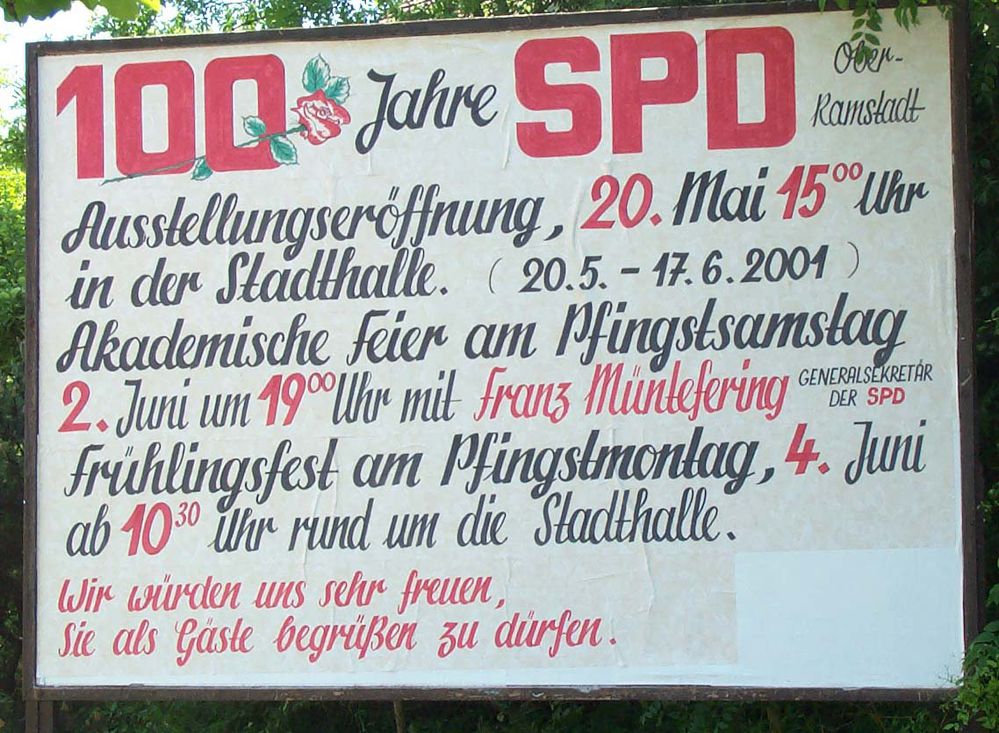 100 Jahre SPD Ober-
Ramstadt
Ausstellungseröffnung, 20. Mai 15⁰⁰ Uhr
in der Stadthalle. (20.5. - 17.6.2001)
Akademische Feier am Pfingstsamstag
2. Juni um 19⁰⁰ Uhr mit Franz Müntefering GENERALSEKRETÄR
DER SPD
Frühlingsfest am Pfingstmontag, 4. Juni
ab 10³⁰ Uhr rund um die Stadthalle.
Wir würden uns sehr freuen,
Sie als Gäste begrüßen zu dürfen.